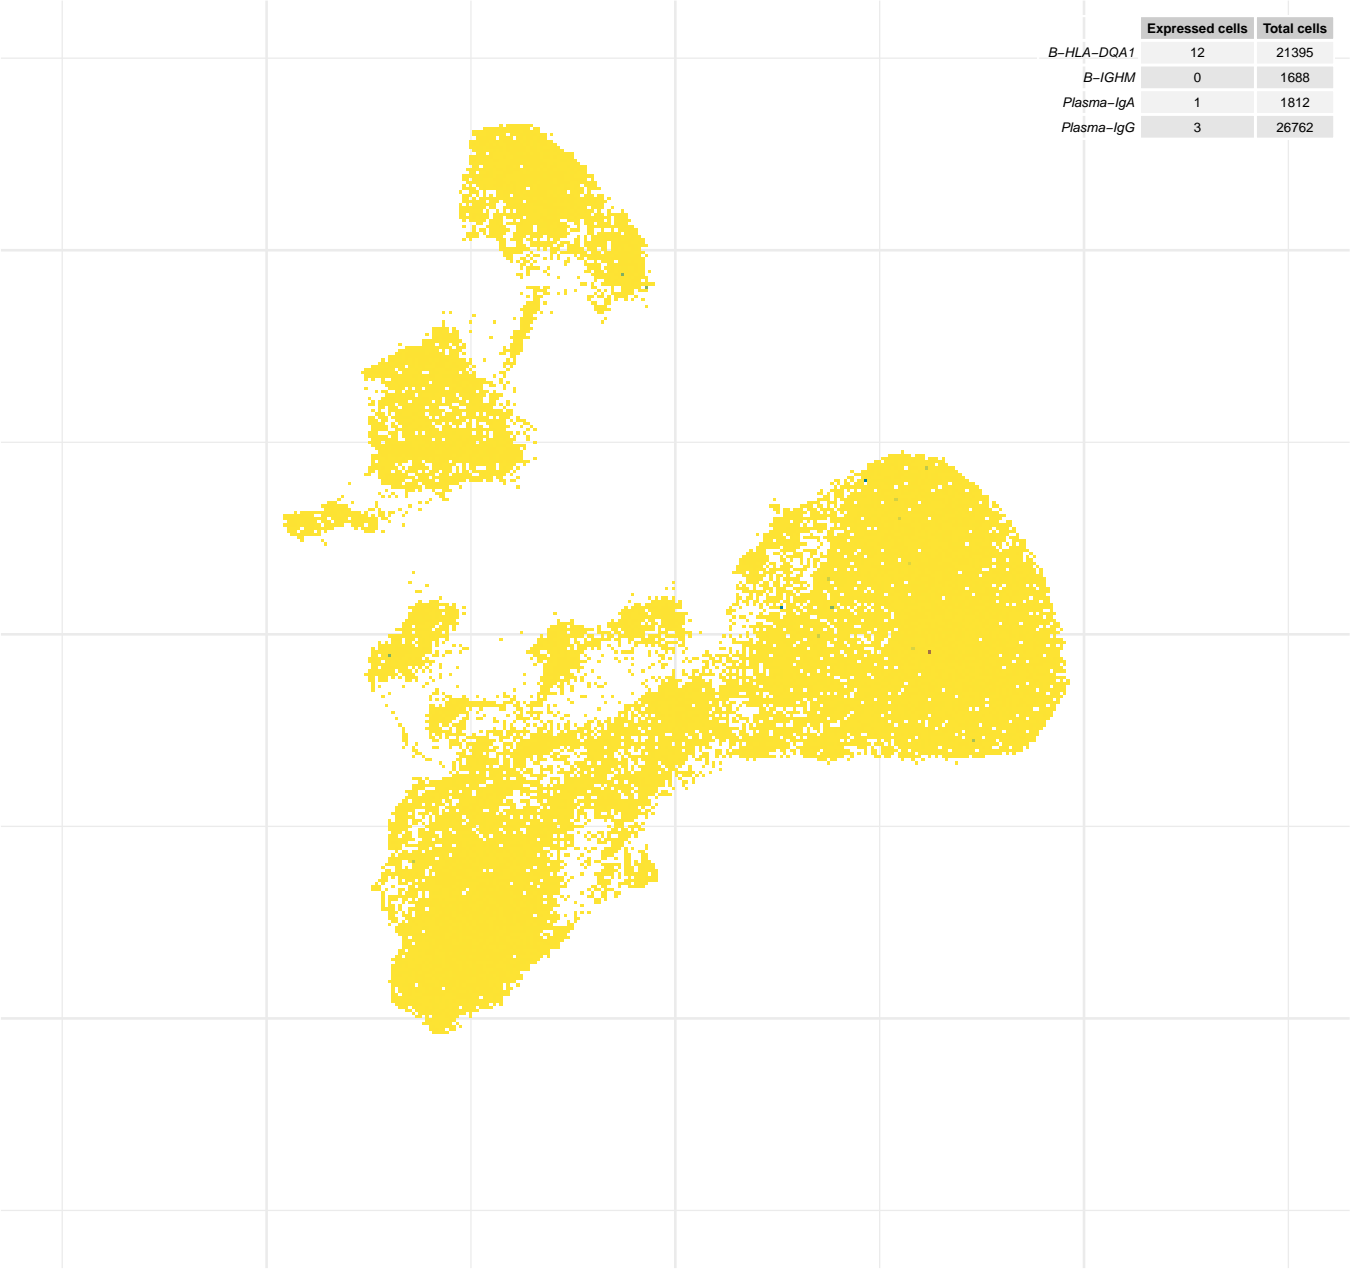 Expressed cells Total cells
B−HLA−DQA1 12 21395
B−IGHM 0 1688
Plasma−IgA 1 1812
Plasma−IgG 3 26762